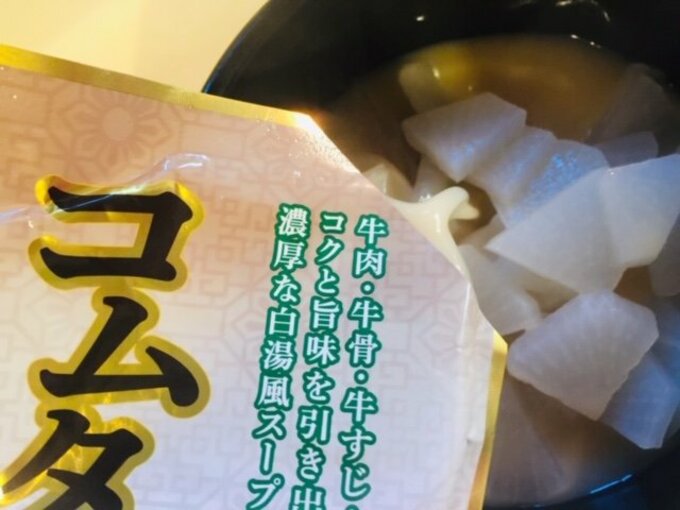 コムタ
牛肉・牛骨・牛すじ・
コクと旨味を引き出
濃厚な白湯風スープ